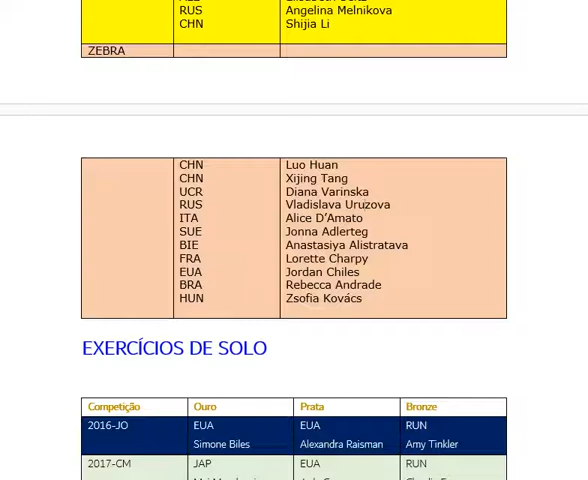 RUS Angelina Melnikova
CHN Shijia Li
ZEBRA
CHN Luo Huan
CHN Xijing Tang
UCR Diana Varinska
RUS Vladislava Uruzova
ITA Alice D’Amato
SUE Jonna Adlerteg
BIE Anastasiya Alistratava
FRA Lorette Charpy
EUA Jordan Chiles
BRA Rebecca Andrade
HUN Zsofia Kovács
EXERCÍCIOS DE SOLO
Competição Ouro Prata Bronze
2016-JO EUA EUA RUN
Simone Biles Alexandra Raisman Amy Tinkler
2017-CM JAP EUA RUN